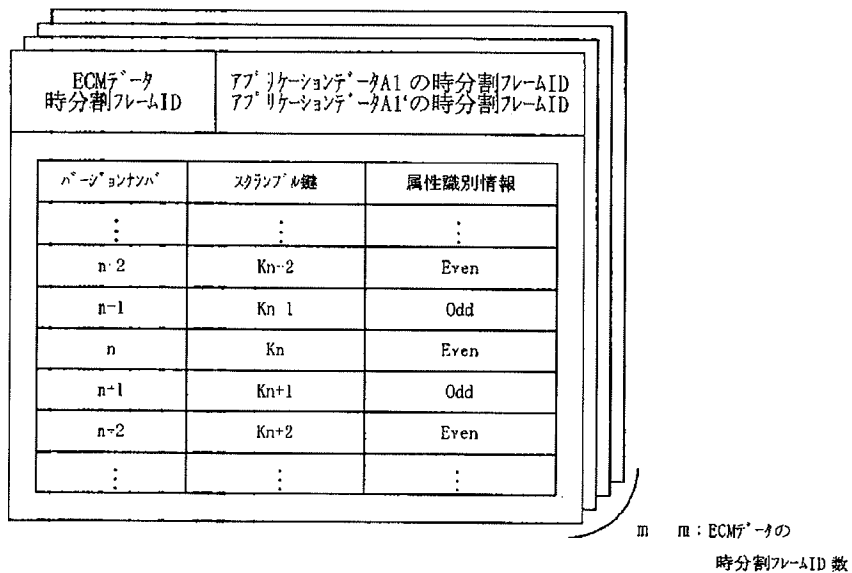 ECMデータ
時分割フレームID
アプリケーションデータA1の時分割フレームID
アプリケーションデータA1'の時分割フレームID
バージョンナンバ スクランブル鍵 属性識別情報
⋮ ⋮ ⋮
n-2 Kn-2 Even
n-1 Kn-1 Odd
n Kn Even
n+1 Kn+1 Odd
n+2 Kn+2 Even
⋮ ⋮ ⋮
m m:ECMデータの
時分割フレームID数